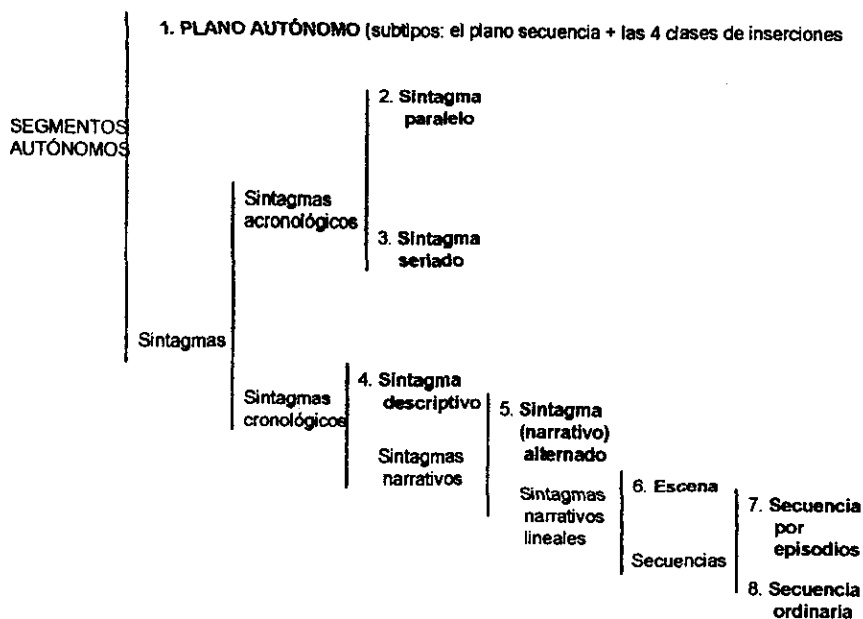 1. PLANO AUTÓNOMO (subtipos: el plano secuencia + las 4 clases de inserciones
SEGMENTOS
AUTÓNOMOS
2. Sintagma
paralelo
Sintagmas
acronológicos
3. Sintagma
seriado
Sintagmas
Sintagmas
cronológicos
4. Sintagma
descriptivo
Sintagmas
narrativos
5. Sintagma
(narrativo)
alternado
Sintagmas
narrativos
lineales
6. Escena
Secuencias
7. Secuencia
por
episodios
8. Secuencia
ordinaria